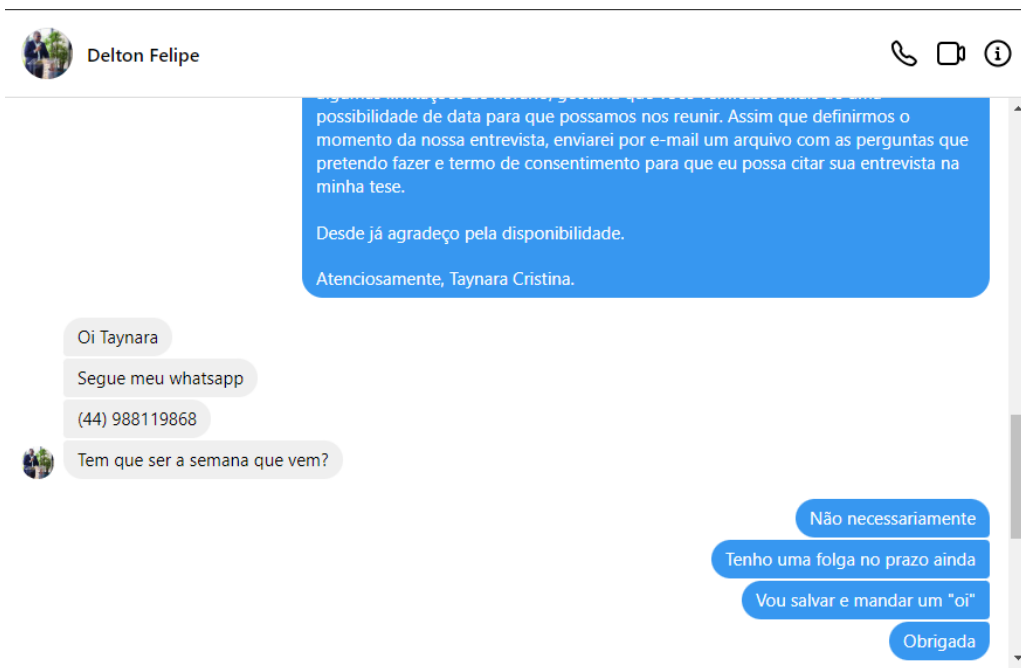 Delton Felipe
possibilidade de data para que possamos nos reunir. Assim que definirmos o
momento da nossa entrevista, enviarei por e-mail um arquivo com as perguntas que
pretendo fazer e termo de consentimento para que eu possa citar sua entrevista na
minha tese.
Desde já agradeço pela disponibilidade.
Atenciosamente, Taynara Cristina.
Oi Taynara
Segue meu whatsapp
(44) 988119868
Tem que ser a semana que vem?
Não necessariamente
Tenho uma folga no prazo ainda
Vou salvar e mandar um "oi"
Obrigada